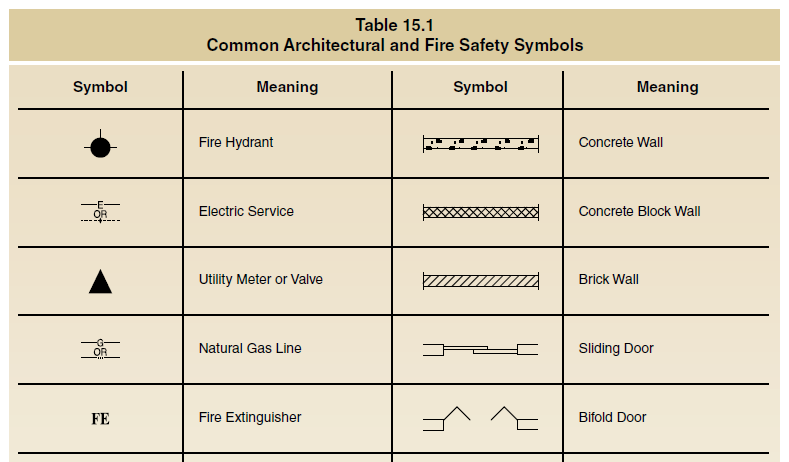 Table 15.1
Common Architectural and Fire Safety Symbols
Symbol Meaning Symbol Meaning
Fire Hydrant Concrete Wall
E
OR
Electric Service Concrete Block Wall
Utility Meter or Valve Brick Wall
G
OR
Natural Gas Line Sliding Door
FE Fire Extinguisher Bifold Door